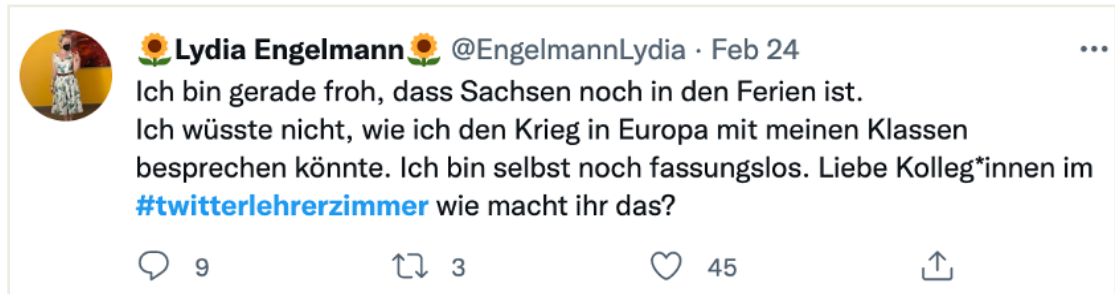 🌻Lydia Engelmann🌻 @EngelmannLydia · Feb 24
Ich bin gerade froh, dass Sachsen noch in den Ferien ist.
Ich wüsste nicht, wie ich den Krieg in Europa mit meinen Klassen
besprechen könnte. Ich bin selbst noch fassungslos. Liebe Kolleg*innen im
#twitterlehrerzimmer wie macht ihr das?
9 3 45